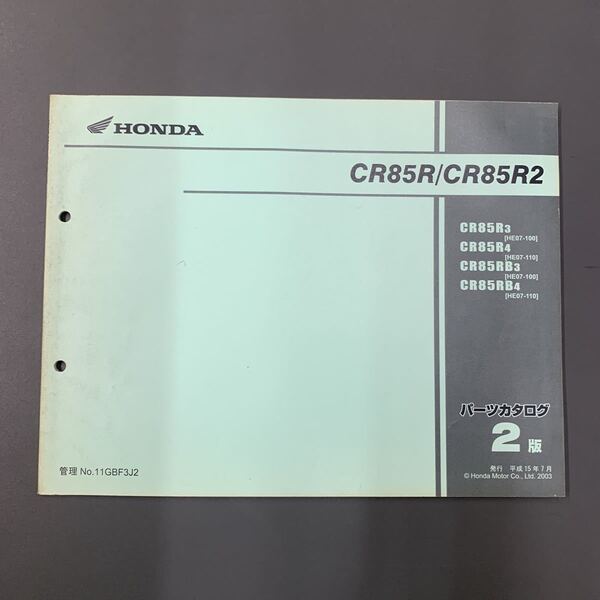 HONDA
CR85R/CR85R2
CR85R3
[HE07-100]
CR85R4
[HE07-110]
CR85RB3
[HE07-100]
CR85RB4
[HE07-110]
パーツカタログ
2版
管理 No.11GBF3J2
発行 平成15年7月
© Honda Motor Co., Ltd. 2003